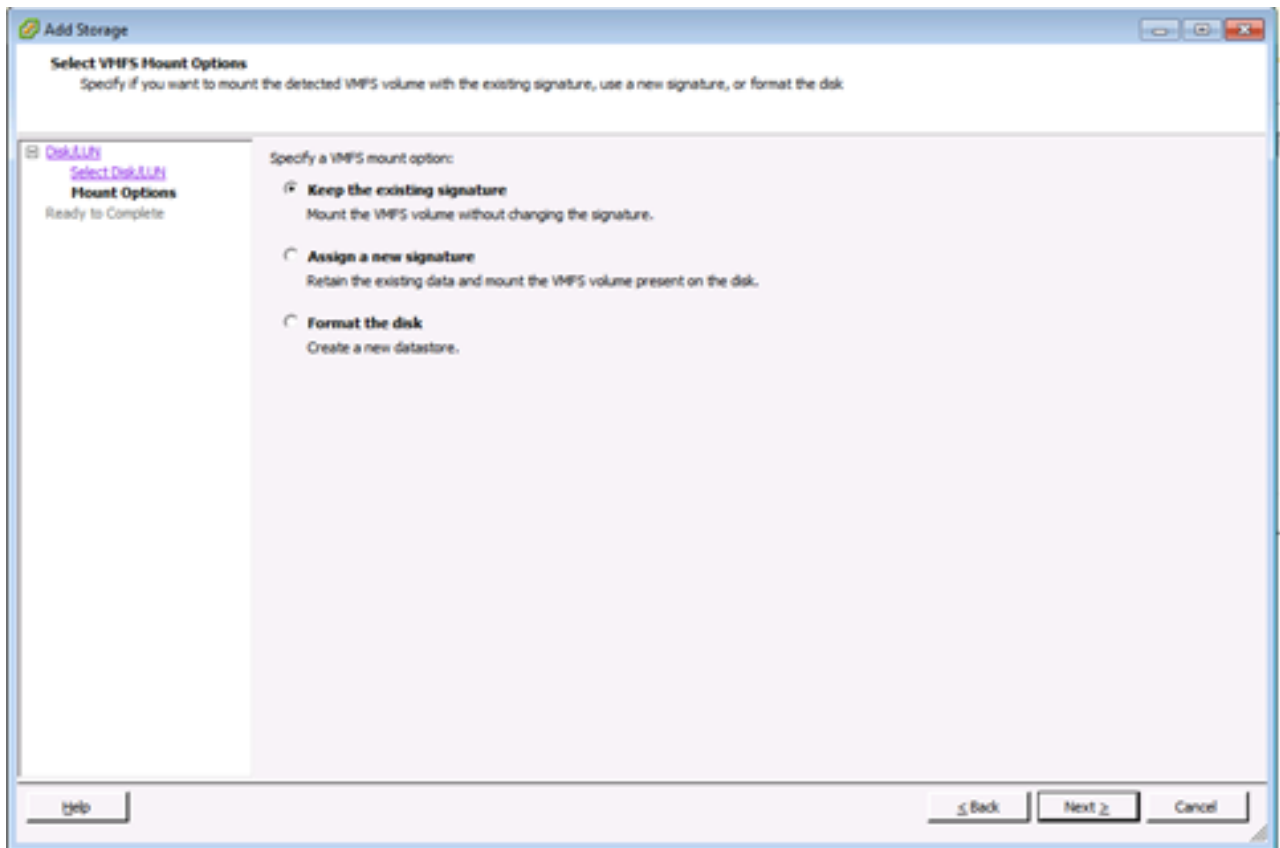 Add Storage
Select VMFS Mount Options
Specify if you want to mount the detected VMFS volume with the existing signature, use a new signature, or format the disk
Disk/LUN
Select Disk/LUN
Mount Options
Ready to Complete
Specify a VMFS mount option:
Keep the existing signature
Mount the VMFS volume without changing the signature.
Assign a new signature
Retain the existing data and mount the VMFS volume present on the disk.
Format the disk
Create a new datastore.
Help
≤ Back
Next ≥
Cancel